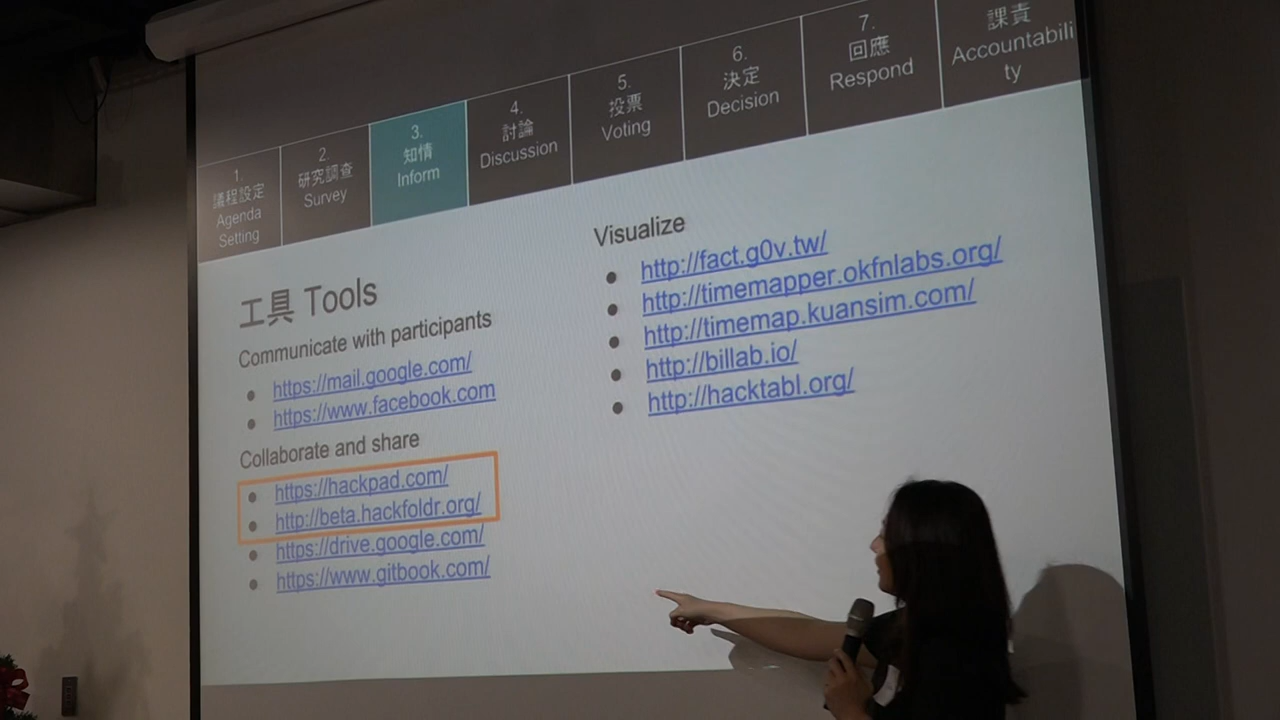 1.
議程設定
Agenda
Setting
2.
研究調查
Survey
3.
知情
Inform
4.
討論
Discussion
5.
投票
Voting
6.
決定
Decision
7.
回應
Respond
課責
Accountabili
ty
工具 Tools
Communicate with participants
https://mail.google.com/
https://www.facebook.com
Collaborate and share
https://hackpad.com/
http://beta.hackfoldr.org/
https://drive.google.com/
https://www.gitbook.com/
Visualize
http://fact.g0v.tw/
http://timemapper.okfnlabs.org/
http://timemap.kuansim.com/
http://billab.io/
http://hacktabl.org/